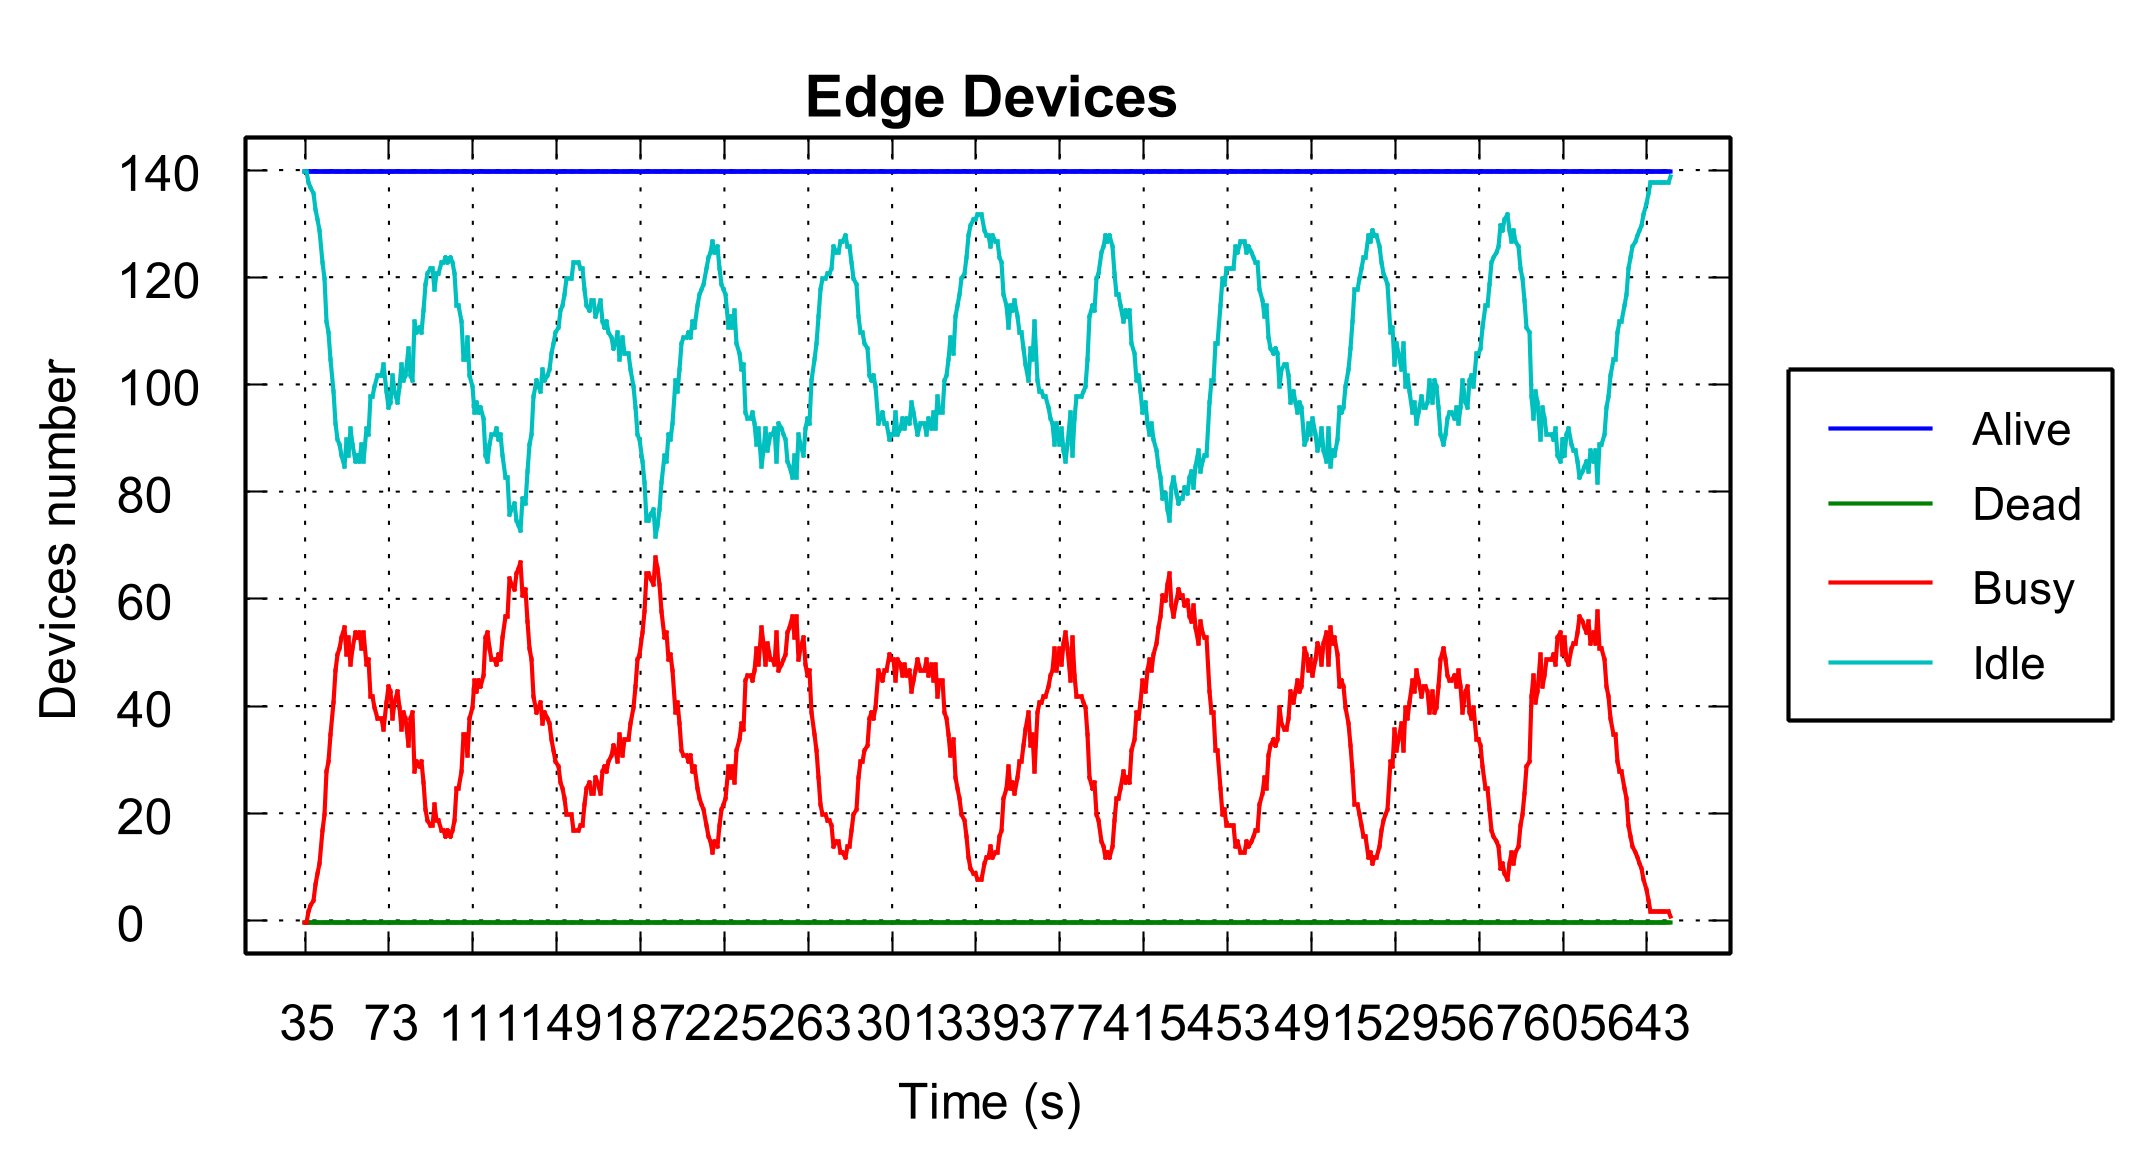 Edge Devices
140
120
100
80
60
40
20
0
Devices number
35 73 111 149 187 225 263 301 339 377 415 453 491 529 567 605 643
Time (s)
Alive
Dead
Busy
Idle